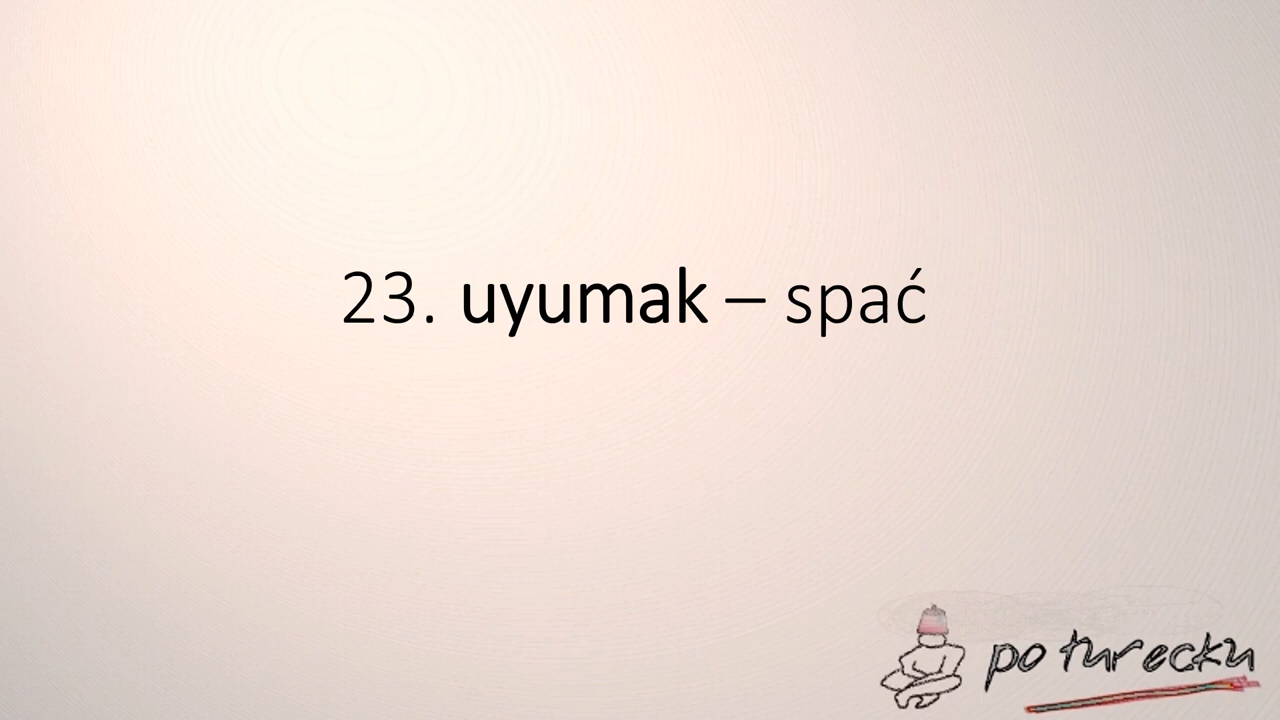 23. uyumak – spać
po turecku